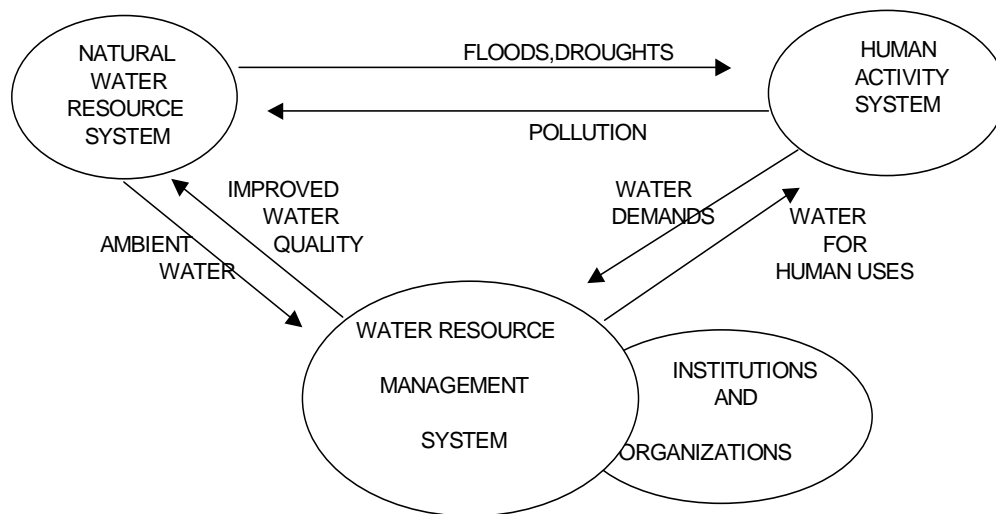 NATURAL
WATER
RESOURCE
SYSTEM
FLOODS,DROUGHTS
HUMAN
ACTIVITY
SYSTEM
POLLUTION
IMPROVED
WATER
QUALITY
AMBIENT
WATER
WATER
DEMANDS
WATER
FOR
HUMAN USES
WATER RESOURCE
MANAGEMENT
SYSTEM
INSTITUTIONS
AND
ORGANIZATIONS